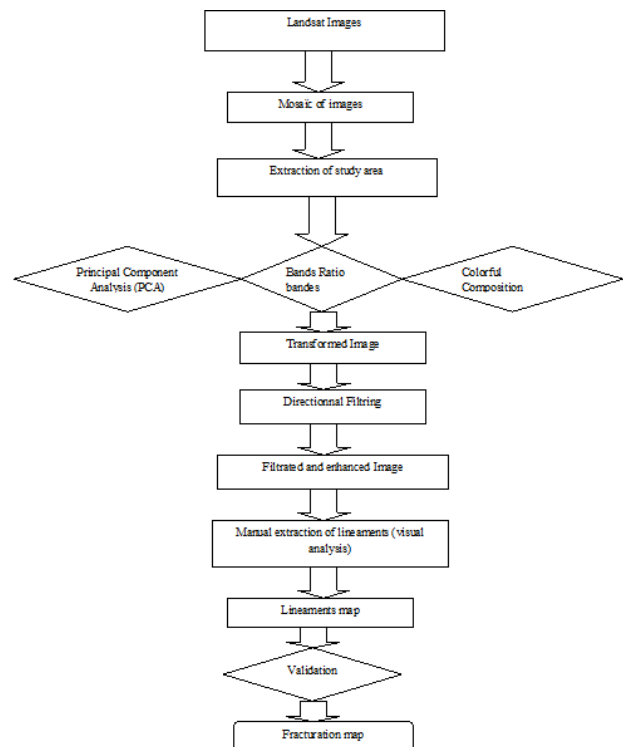 Landsat Images
Mosaïc of images
Extraction of study area
Principal Component
Analysis (PCA)
Bands Ratio
bandes
Colorful
Composition
Transformed Image
Directionnal Filtring
Filtrated and enhanced Image
Manual extraction of lineaments (visual
analysis)
Lineaments map
Validation
Fracturation map